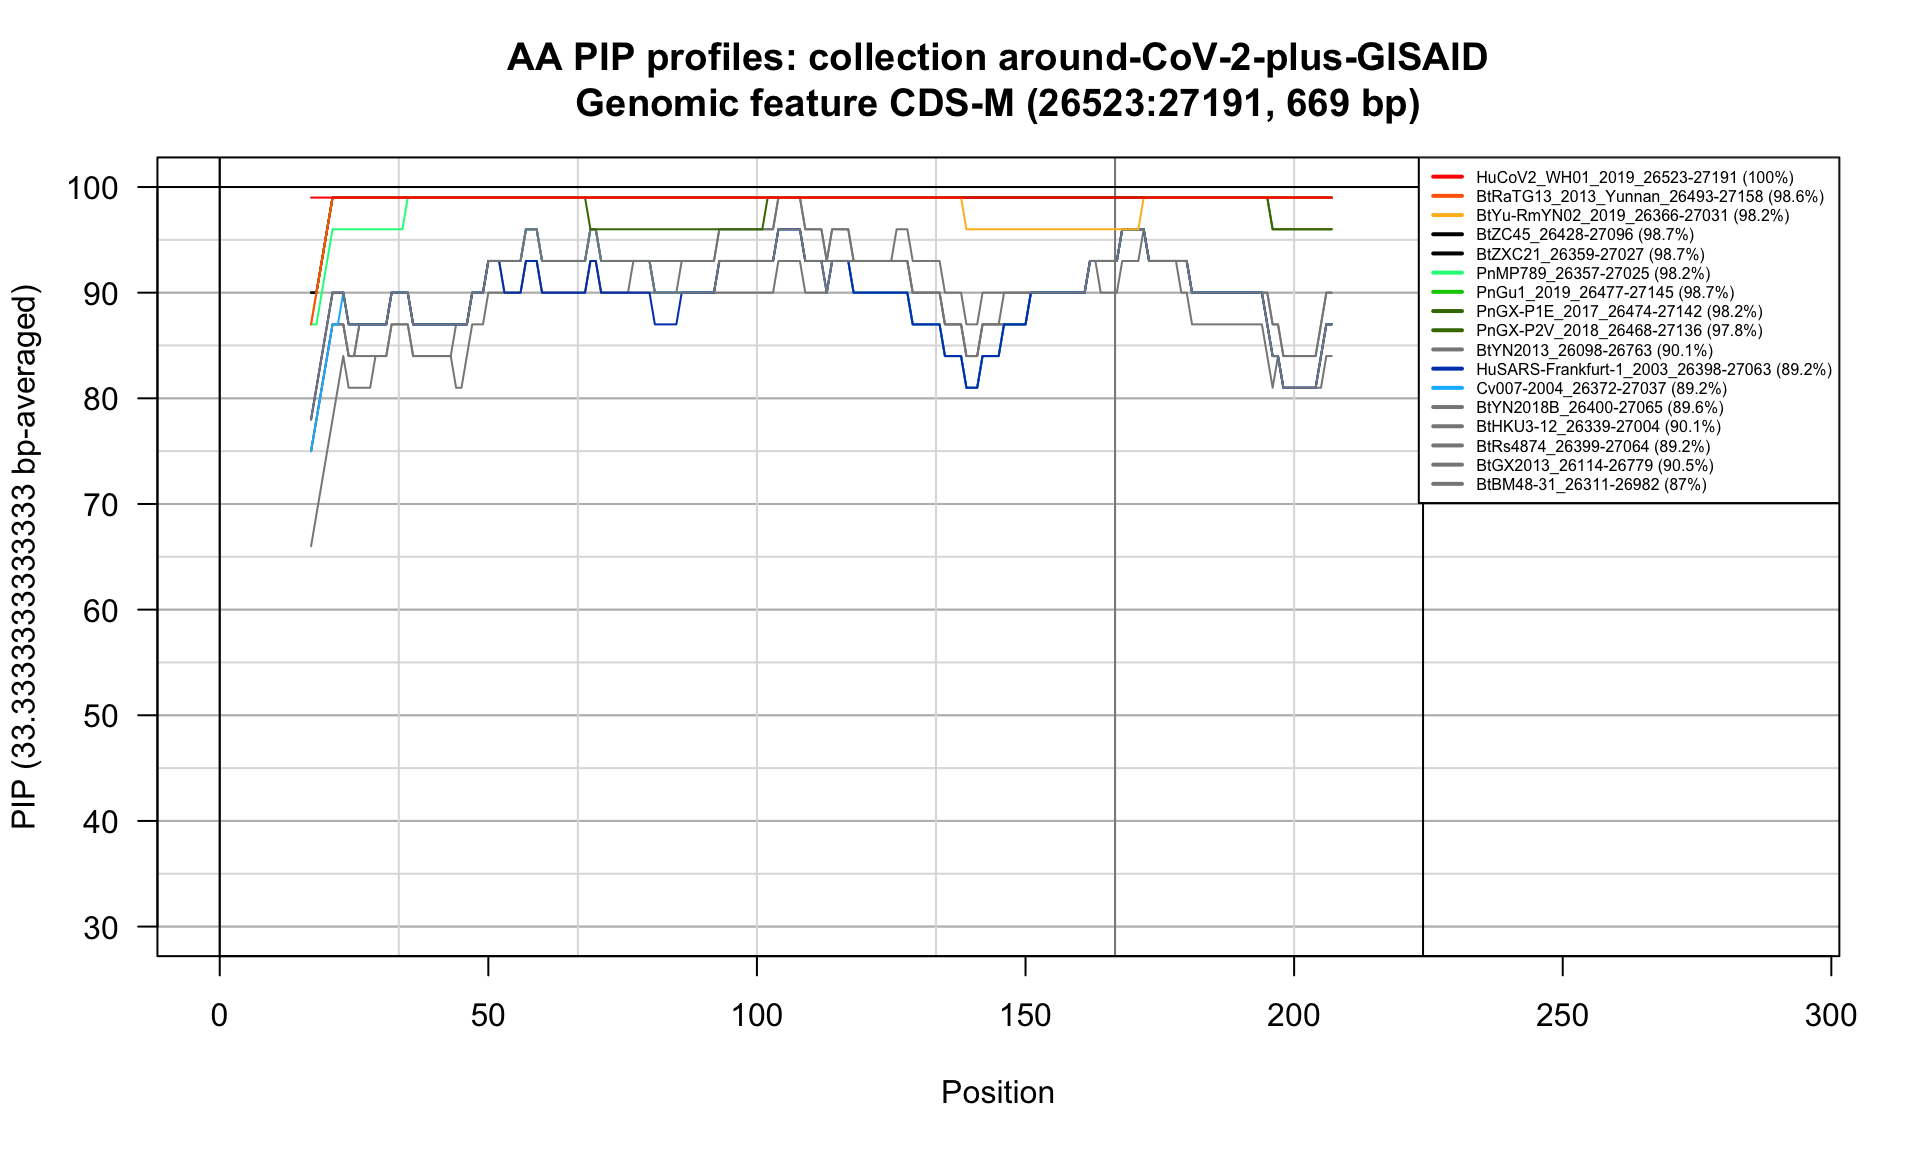 AA PIP profiles: collection around-CoV-2-plus-GISAID
Genomic feature CDS-M (26523:27191, 669 bp)
PIP (33.3333333333333 bp-averaged)
100
90
80
70
60
50
40
30
HuCoV2_WH01_2019_26523-27191 (100%)
BtRaTG13_2013_Yunnan_26493-27158 (98.6%)
BtYu-RmYN02_2019_26366-27031 (98.2%)
BtZC45_26428-27096 (98.7%)
BtZXC21_26359-27027 (98.7%)
PnMP789_26357-27025 (98.2%)
PnGu1_2019_26477-27145 (98.7%)
PnGX-P1E_2017_26474-27142 (98.2%)
PnGX-P2V_2018_26468-27136 (97.8%)
BtYN2013_26098-26763 (90.1%)
HuSARS-Frankfurt-1_2003_26398-27063 (89.2%)
Cv007-2004_26372-27037 (89.2%)
BtYN2018B_26400-27065 (89.6%)
BtHKU3-12_26339-27004 (90.1%)
BtRs4874_26399-27064 (89.2%)
BtGX2013_26114-26779 (90.5%)
BtBM48-31_26311-26982 (87%)
0 50 100 150 200 250 300
Position